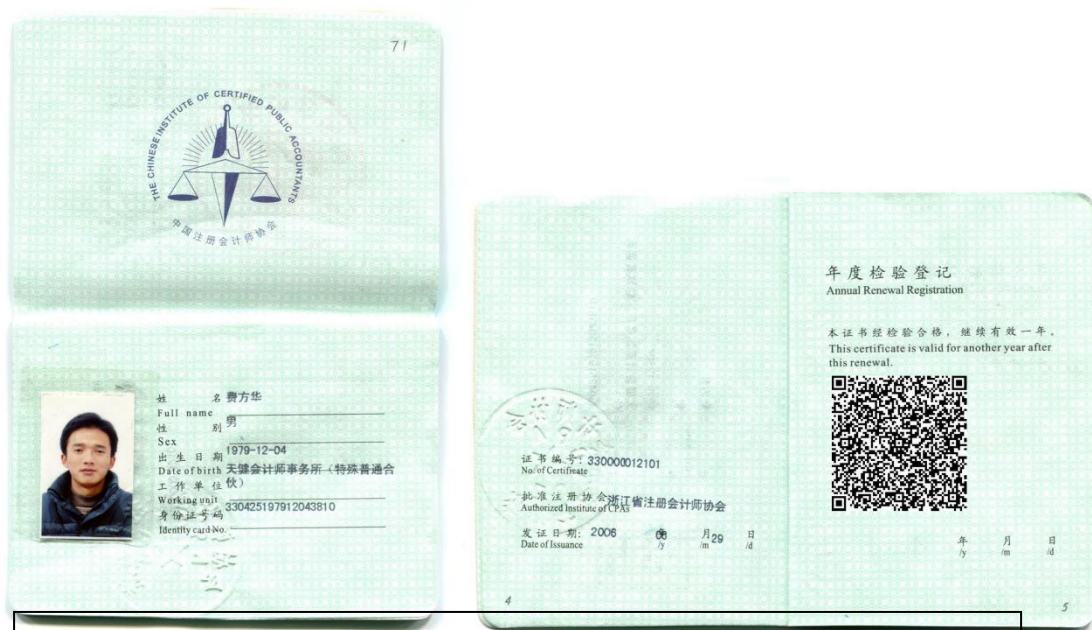 71
THE CHINESE INSTITUTE OF CERTIFIED PUBLIC ACCOUNTANTS
中国注册会计师协会
姓 名 费方华
Full name
性 别 男
Sex
出生日期 1979-12-04
Date of birth
工作单位 天健会计师事务所（特殊普通合
伙）
Working unit
身份证号码 330425197912043810
Identity card No.
证书编号: 330000012101
No. of Certificate
批准注册协会 浙江省注册会计师协会
Authorized Institute of CPAs
发证日期: 2006 年 06 月 29 日
Date of Issuance /y /m /d
4
年度检验登记
Annual Renewal Registration
本证书经检验合格，继续有效一年。
This certificate is valid for another year after
this renewal.
年 月 日
/y /m /d
5